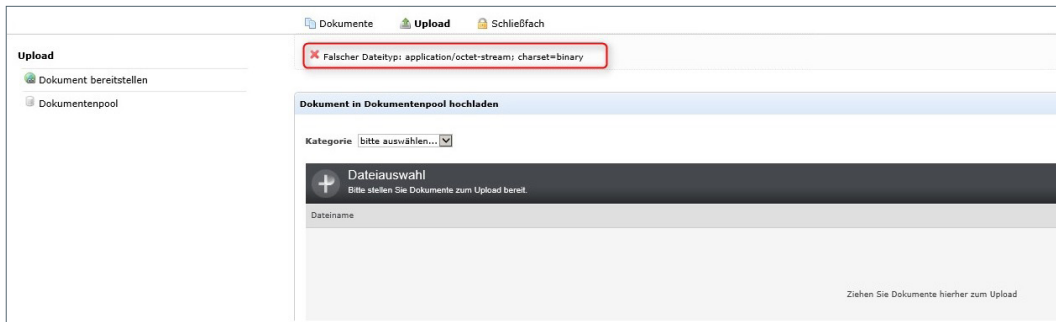 Dokumente Upload Schließfach
Upload
Dokument bereitstellen
Dokumentenpool
Falscher Dateityp: application/octet-stream; charset=binary
Dokument in Dokumentenpool hochladen
Kategorie bitte auswählen...
Dateiauswahl
Bitte stellen Sie Dokumente zum Upload bereit.
Dateiname
Ziehen Sie Dokumente hierher zum Upload